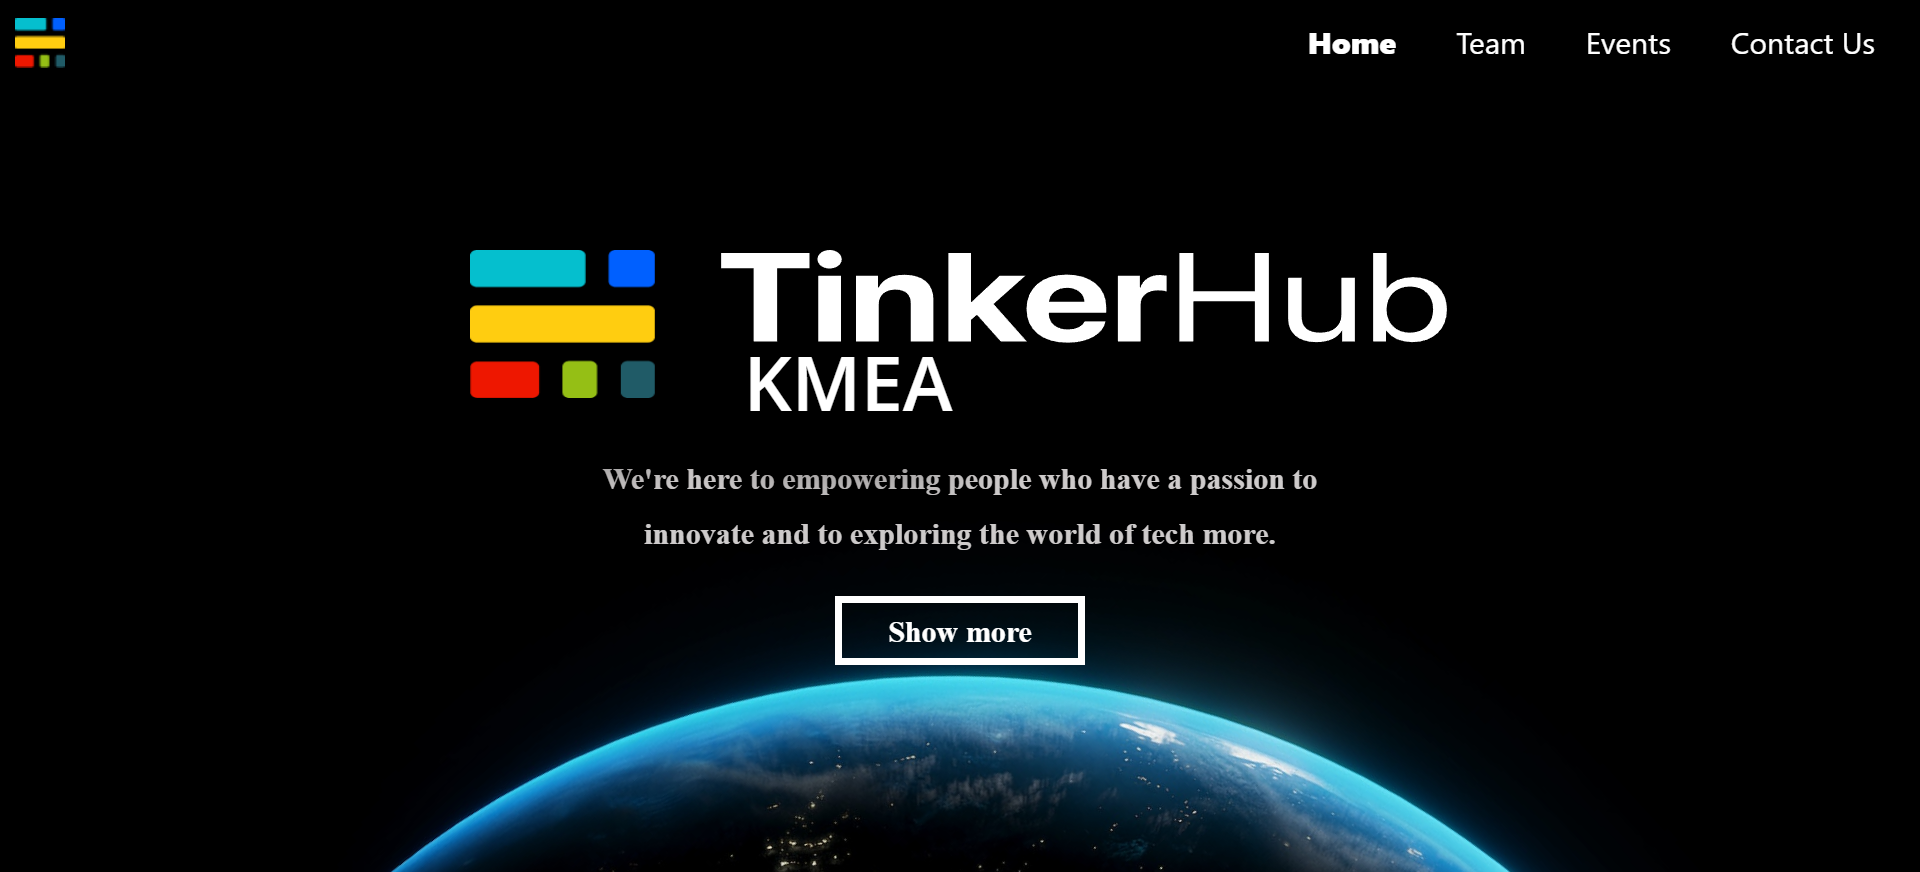 Home Team Events Contact Us
TinkerHub
KMEA
We're here to empowering people who have a passion to
innovate and to exploring the world of tech more.
Show more